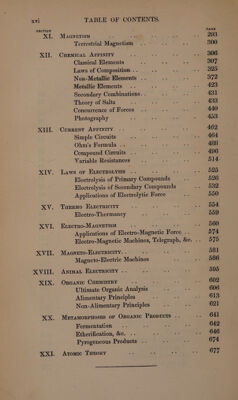 xvi TABLE OF CONTENTS.
SECTION PAGE
XI. MAGNETISM .. .. .. .. 293
Terrestrial Magnetism .. .. .. 300
XII. CHEMICAL AFFINITY .. .. .. 306
Classical Elements .. .. .. 307
Laws of Composition .. .. .. 325
Non-Metallic Elements .. .. .. 372
Metallic Elements .. .. .. 423
Secondary Combinations .. .. .. 431
Theory of Salts .. .. .. 433
Concurrence of Forces .. .. .. 449
Photography .. .. .. 453
XIII. CURRENT AFFINITY .. .. .. 462
Simple Circuits .. .. .. 464
Ohm's Formula .. .. .. 488
Compound Circuits .. .. .. 496
Variable Resistances .. .. .. 514
XIV. LAWS OF ELECTROLYSIS .. .. .. 525
Electrolysis of Primary Compounds .. 526
Electrolysis of Secondary Compounds .. 532
Applications of Electrolytic Force .. 550
XV. THERMO ELECTRICITY .. .. .. 554
Electro-Thermancy .. .. .. 559
XVI. ELECTRO-MAGNETISM .. .. .. 560
Applications of Electro-Magnetic Force .. 574
Electro-Magnetic Machines, Telegraph, &c. .. 575
XVII. MAGNETO-ELECTRICITY .. .. .. 581
Magneto-Electric Machines .. .. 586
XVIII. ANIMAL ELECTRICITY .. .. .. 595
XIX. ORGANIC CHEMISTRY .. .. .. 602
Ultimate Organic Analysis .. .. 606
Alimentary Principles .. .. .. 613
Non-Alimentary Principles .. .. 621
XX. METAMORPHOSES OF ORGANIC PRODUCTS .. .. 641
Fermentation .. .. .. 642
Etherification, &c. .. .. .. 646
Pyrogeneous Products .. .. .. 674
XXI. ATOMIC THEORY .. .. .. 677